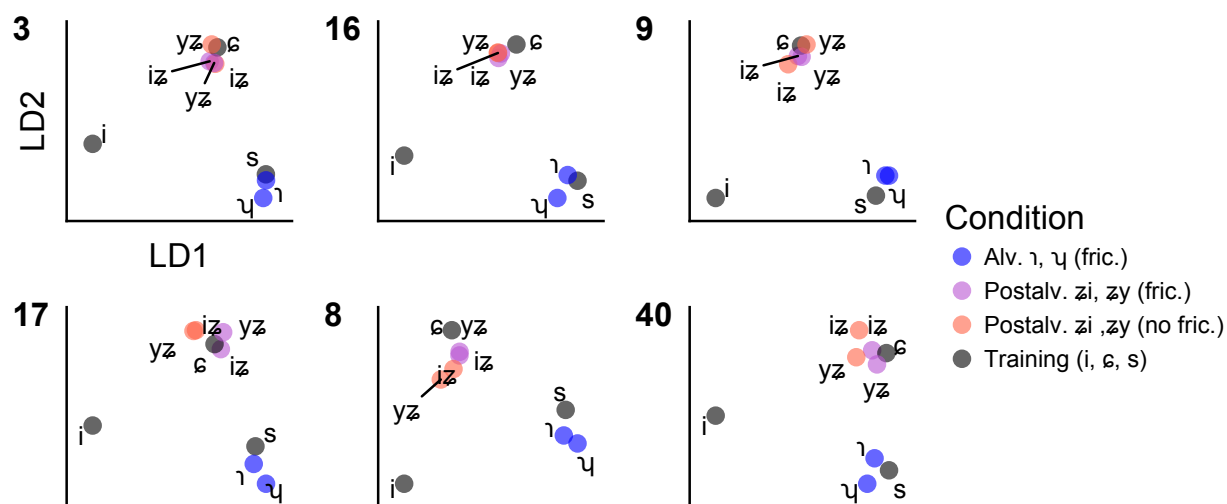 3
16
9
yʑ
ɕ
iʑ
iʑ
yʑ
i
s
ɿ
ʮ
yʑ
ɕ
iʑ
iʑ
yʑ
i
ɿ
s
ʮ
ɕ
yʑ
iʑ
yʑ
iʑ
i
ɿ
s
ʮ
LD2
LD1
Condition
Alv. ɿ, ʮ (fric.)
Postalv. ʑi, ʑy (fric.)
Postalv. ʑi ,ʑy (no fric.)
Training (i, ɕ, s)
17
8
40
iʑ
yʑ
yʑ
ɕ
iʑ
i
s
ɿ
ʮ
ɕ
yʑ
iʑ
iʑ
yʑ
i
s
ɿ
ʮ
iʑ
iʑ
ɕ
yʑ
yʑ
i
ɿ
ʮ
s